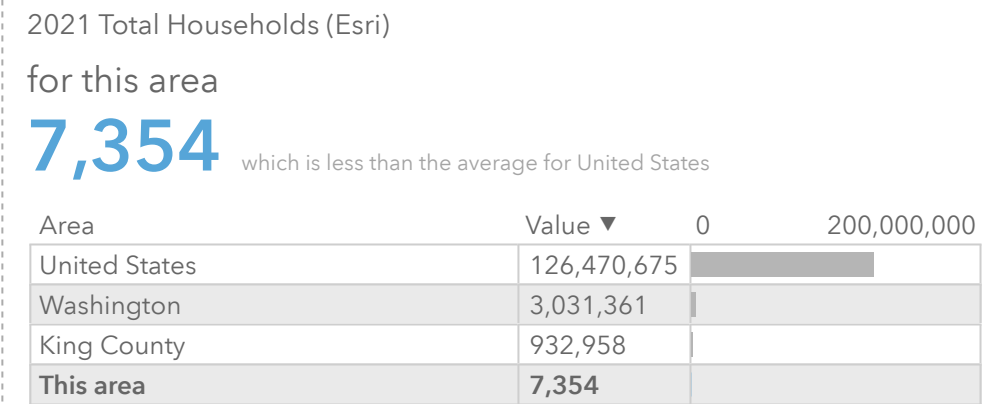 2021 Total Households (Esri)
for this area
7,354 which is less than the average for United States
Area Value ▼ 0 200,000,000
United States 126,470,675
Washington 3,031,361
King County 932,958
This area 7,354